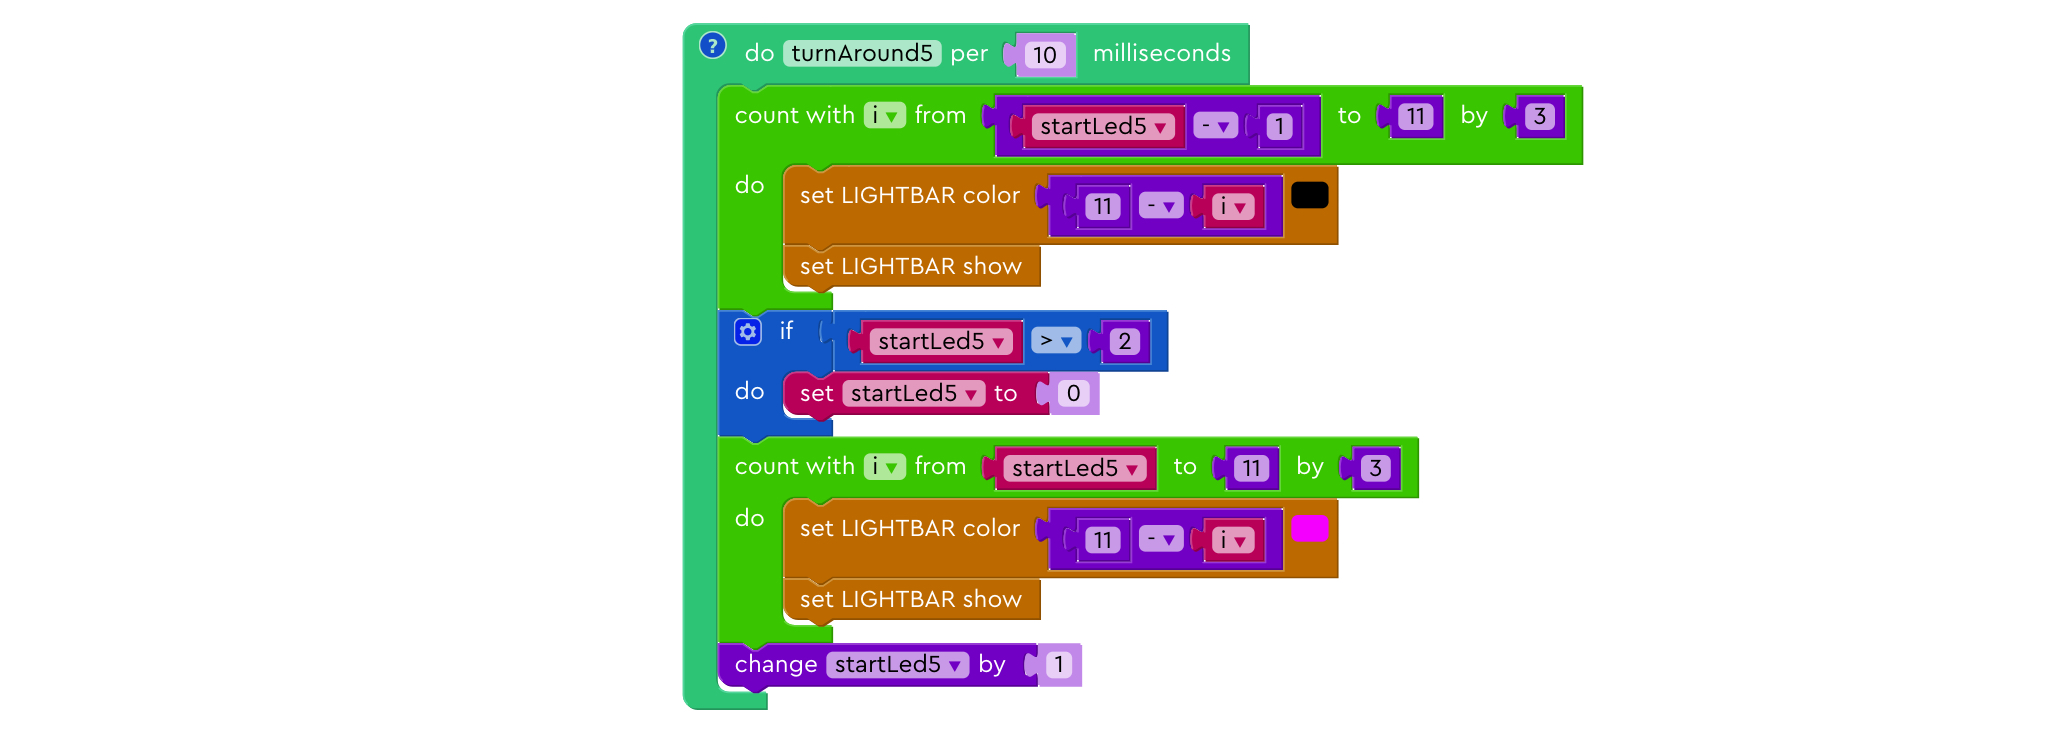 ? do turnAround5 per 10 milliseconds
count with i from startLed5 - 1 to 11 by 3
do set LIGHTBAR color 11 - i
set LIGHTBAR show
if startLed5 > 2
do set startLed5 to 0
count with i from startLed5 to 11 by 3
do set LIGHTBAR color 11 - i
set LIGHTBAR show
change startLed5 by 1